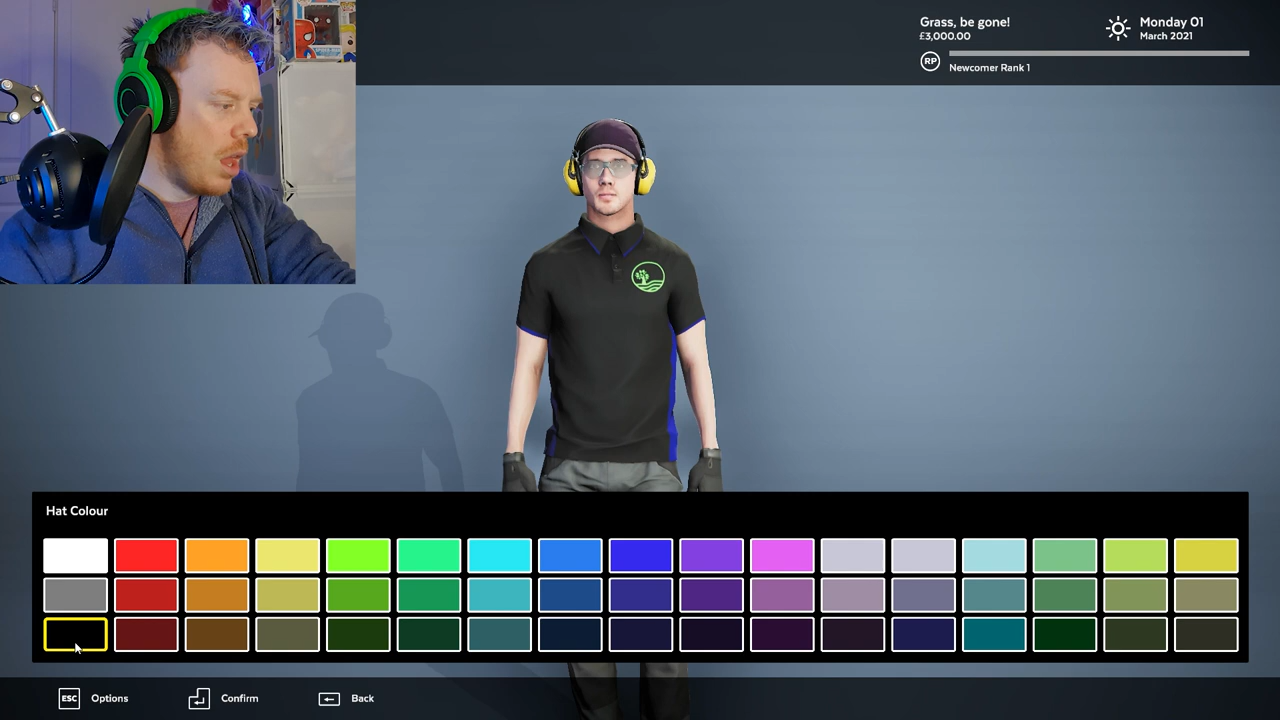 Grass, be gone!
£3,000.00
Monday 01
March 2021
RP
Newcomer Rank 1
Hat Colour
ESC Options
Confirm
Back